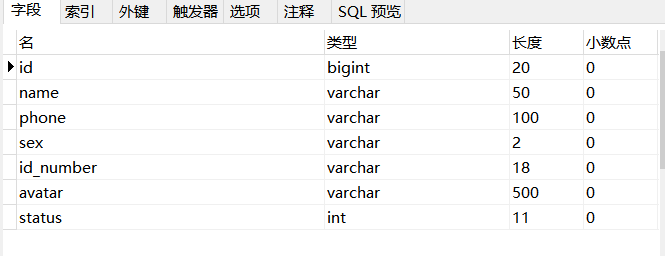 字段 索引 外键 触发器 选项 注释 SQL 预览
名 类型 长度 小数点
id bigint 20 0
name varchar 50 0
phone varchar 100 0
sex varchar 2 0
id_number varchar 18 0
avatar varchar 500 0
status int 11 0